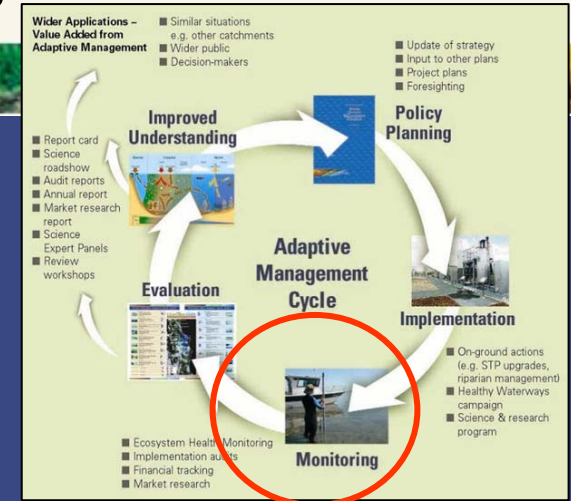 Wider Applications –
Value Added from
Adaptive Management
■ Similar situations
e.g. other catchments
■ Wider public
■ Decision-makers
■ Update of strategy
■ Input to other plans
■ Project plans
■ Foresighting
Improved
Understanding
Policy
Planning
■ Report card
■ Science
roadshow
■ Audit reports
■ Annual report
■ Market research
report
■ Science
Expert Panels
■ Review
workshops
Adaptive
Management
Cycle
Evaluation
Implementation
■ On-ground actions
(e.g. STP upgrades,
riparian management)
■ Healthy Waterways
campaign
■ Science & research
program
■ Ecosystem Health Monitoring
■ Implementation audits
■ Financial tracking
■ Market research
Monitoring